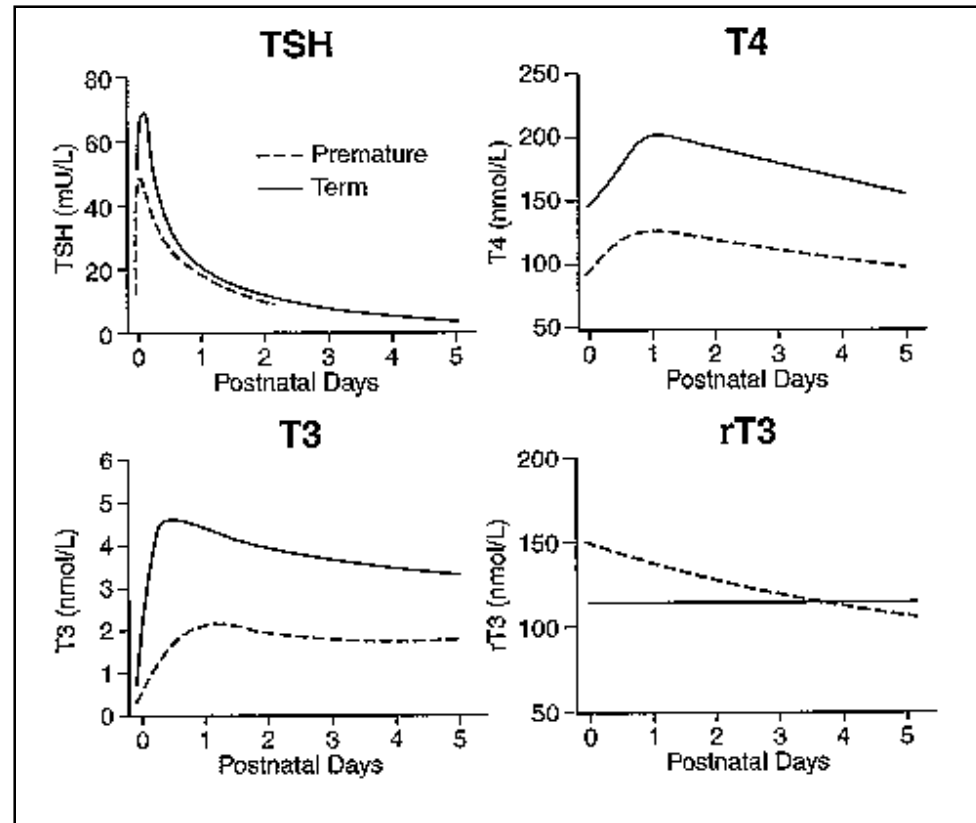 TSH
80
60
40
20
0
TSH (mU/L)
Premature
Term
0 1 2 3 4 5
Postnatal Days
T4
250
200
150
100
50
T4 (nmol/L)
0 1 2 3 4 5
Postnatal Days
T3
6
5
4
3
2
1
0
T3 (nmol/L)
0 1 2 3 4 5
Postnatal Days
rT3
200
150
100
50
rT3 (nmol/L)
0 1 2 3 4 5
Postnatal Days